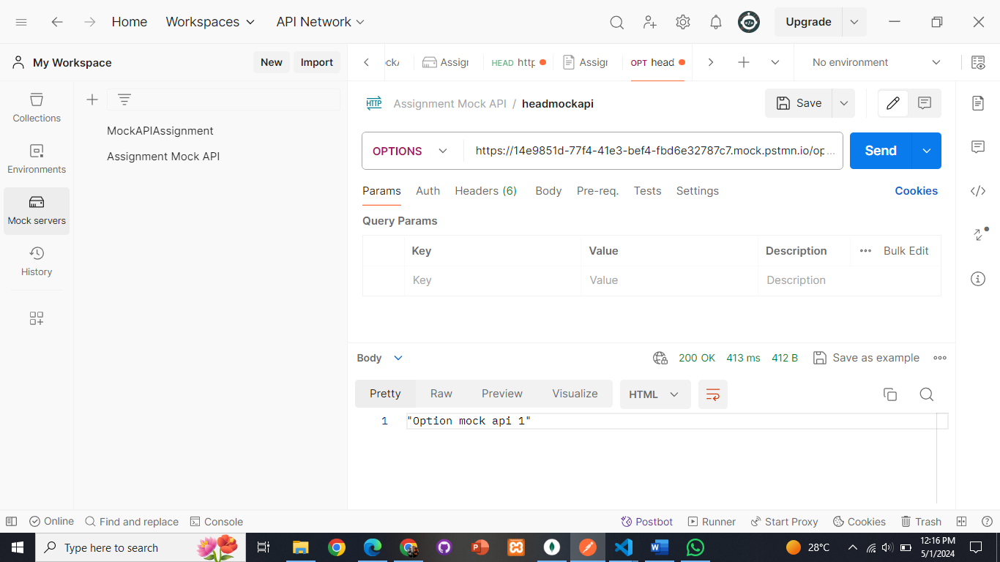 Home Workspaces API Network Upgrade
My Workspace New Import Assigr HEAD Assigr OPT head No environment
Collections
Environments
Mock servers
History
MockAPIAssignment
Assignment Mock API
HTTP Assignment Mock API / headmockapi Save
OPTIONS https://14e9851d-77f4-41e3-bef4-fbd6e32787c7.mock.pstmn.io/op... Send
Params Auth Headers (6) Body Pre-req. Tests Settings Cookies
Query Params
Key Value Description ••• Bulk Edit
Key Value Description
Body 200 OK 413 ms 412 B Save as example
Pretty Raw Preview Visualize HTML
1 "Option mock api 1"
Online Find and replace Console Postbot Runner Start Proxy Cookies Trash
Type here to search 28°C 12:16 PM
5/1/2024